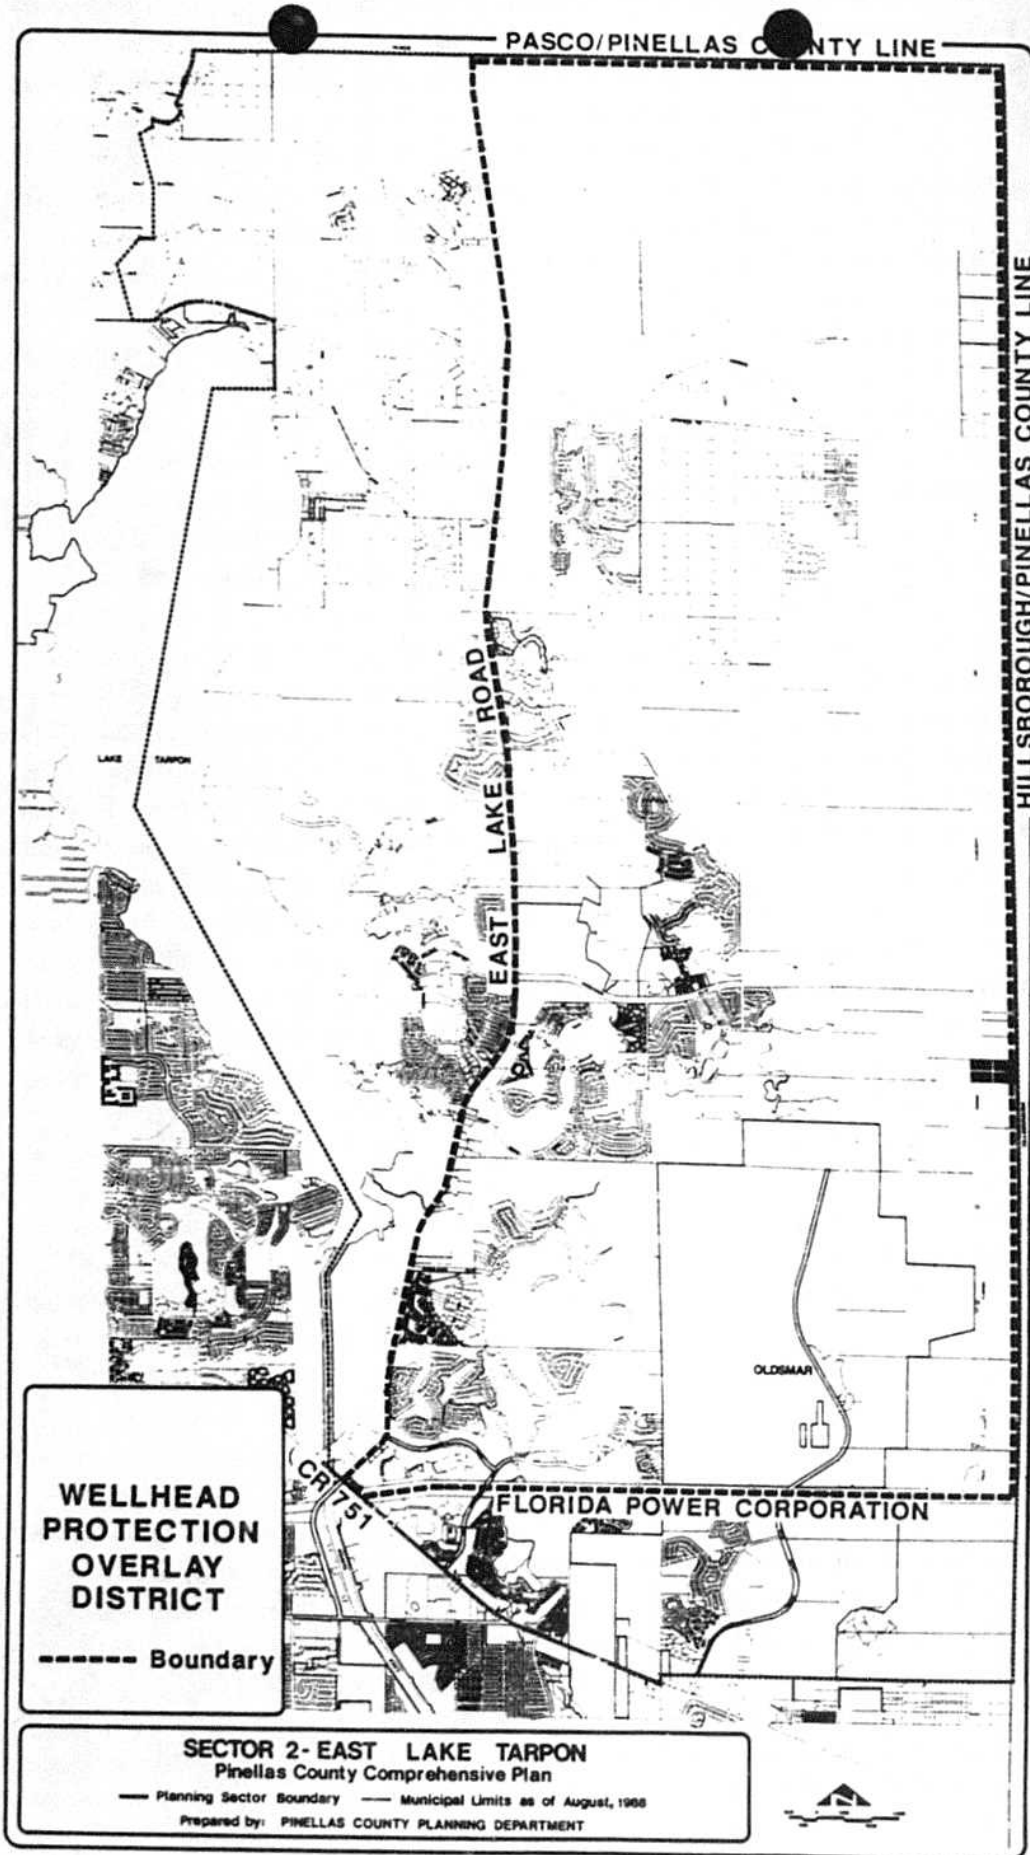 PASCO/PINELLAS C NTY LINE
HILLSBOROUGH/PINELLAS COUNTY LINE
EAST LAKE ROAD
LAKE TARPON
OLDSMAR
CR 751
FLORIDA POWER CORPORATION
WELLHEAD
PROTECTION
OVERLAY
DISTRICT
Boundary
SECTOR 2- EAST LAKE TARPON
Pinellas County Comprehensive Plan
Planning Sector Boundary Municipal Limits as of August, 1988
Prepared by: PINELLAS COUNTY PLANNING DEPARTMENT
N